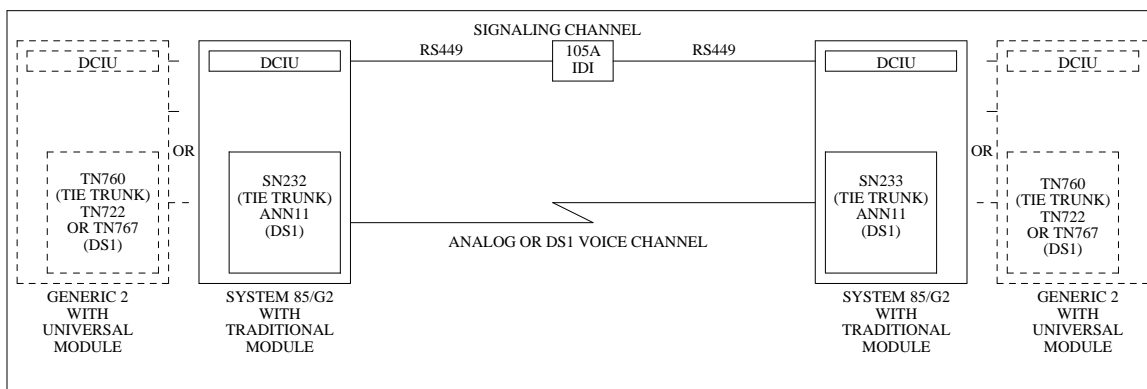 SIGNALING CHANNEL
RS449
105A
IDI
RS449
DCIU
DCIU
DCIU
DCIU
OR
OR
TN760
(TIE TRUNK)
TN722
OR TN767
(DS1)
SN232
(TIE TRUNK)
ANN11
(DS1)
SN233
(TIE TRUNK)
ANN11
(DS1)
TN760
(TIE TRUNK)
TN722
OR TN767
(DS1)
ANALOG OR DS1 VOICE CHANNEL
GENERIC 2
WITH
UNIVERSAL
MODULE
SYSTEM 85/G2
WITH
TRADITIONAL
MODULE
SYSTEM 85/G2
WITH
TRADITIONAL
MODULE
GENERIC 2
WITH
UNIVERSAL
MODULE